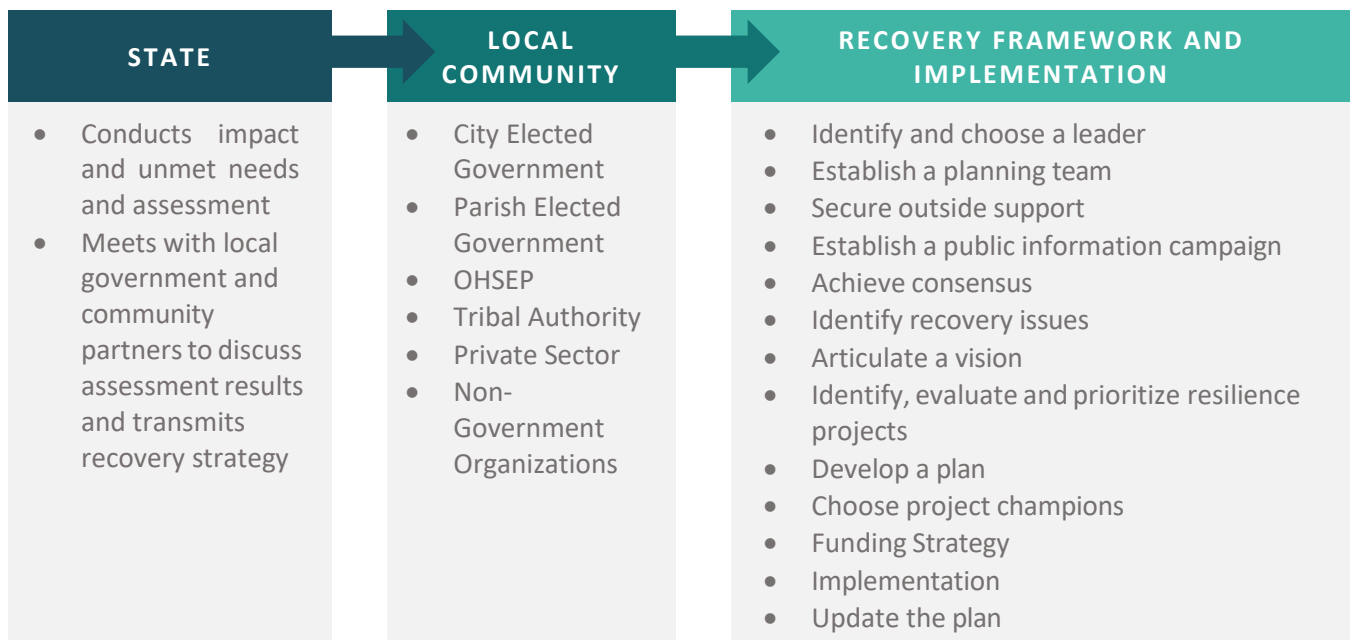 STATE
• Conducts impact
and unmet needs
and assessment
• Meets with local
government and
community
partners to discuss
assessment results
and transmits
recovery strategy
LOCAL
COMMUNITY
• City Elected
Government
• Parish Elected
Government
• OHSEP
• Tribal Authority
• Private Sector
• Non-
Government
Organizations
RECOVERY FRAMEWORK AND
IMPLEMENTATION
• Identify and choose a leader
• Establish a planning team
• Secure outside support
• Establish a public information campaign
• Achieve consensus
• Identify recovery issues
• Articulate a vision
• Identify, evaluate and prioritize resilience
projects
• Develop a plan
• Choose project champions
• Funding Strategy
• Implementation
• Update the plan